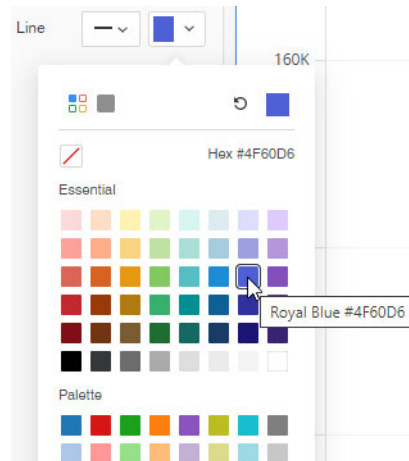 Line
160K
Hex #4F60D6
Essential
Royal Blue #4F60D6
Palette